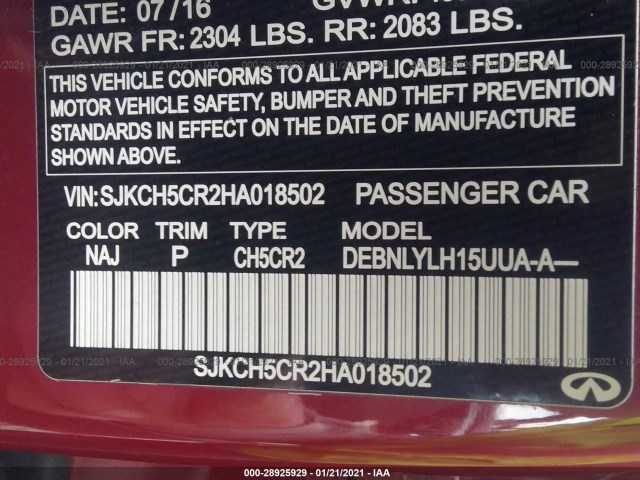 DATE: 07/16
GAWR FR: 2304 LBS. RR: 2083 LBS.
THIS VEHICLE CONFORMS TO ALL APPLICABLE FEDERAL
MOTOR VEHICLE SAFETY, BUMPER AND THEFT PREVENTION
STANDARDS IN EFFECT ON THE DATE OF MANUFACTURE
SHOWN ABOVE.
VIN:SJKCH5CR2HA018502 PASSENGER CAR
COLOR TRIM TYPE MODEL
NAJ P CH5CR2 DEBNLYLH15UUA-A—
SJKCH5CR2HA018502
000-28925929 - 01/21/2021 - IAA